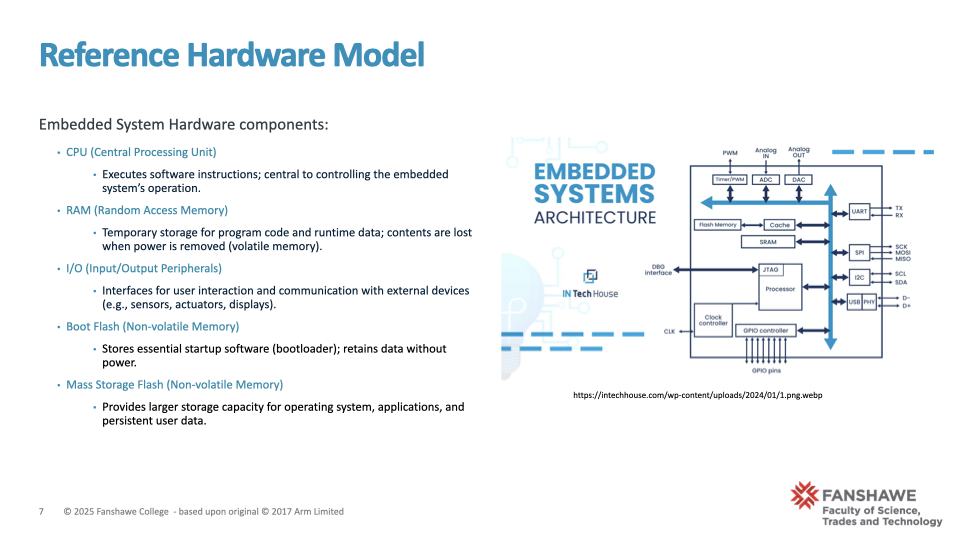 Reference Hardware Model
Embedded System Hardware components:
• CPU (Central Processing Unit)
• Executes software instructions; central to controlling the embedded
system's operation.
• RAM (Random Access Memory)
• Temporary storage for program code and runtime data; contents are lost
when power is removed (volatile memory).
• I/O (Input/Output Peripherals)
• Interfaces for user interaction and communication with external devices
(e.g., sensors, actuators, displays).
• Boot Flash (Non-volatile Memory)
• Stores essential startup software (bootloader); retains data without
power.
• Mass Storage Flash (Non-volatile Memory)
• Provides larger storage capacity for operating system, applications, and
persistent user data.
EMBEDDED
SYSTEMS
ARCHITECTURE
IN Tech House
PWM
Analog
IN
Analog
OUT
Timer/PWM
ADC
DAC
UART
TX
RX
Flash Memory
Cache
SRAM
SPI
SCK
MOSI
MISO
DBG
Interface
JTAG
Processor
I2C
SCL
SDA
USB
PHY
D-
D+
Clock
controller
CLK
GPIO controller
GPIO pins
https://intechhouse.com/wp-content/uploads/2024/01/1.png.webp
7
© 2025 Fanshawe College - based upon original © 2017 Arm Limited
FANSHAWE
Faculty of Science,
Trades and Technology